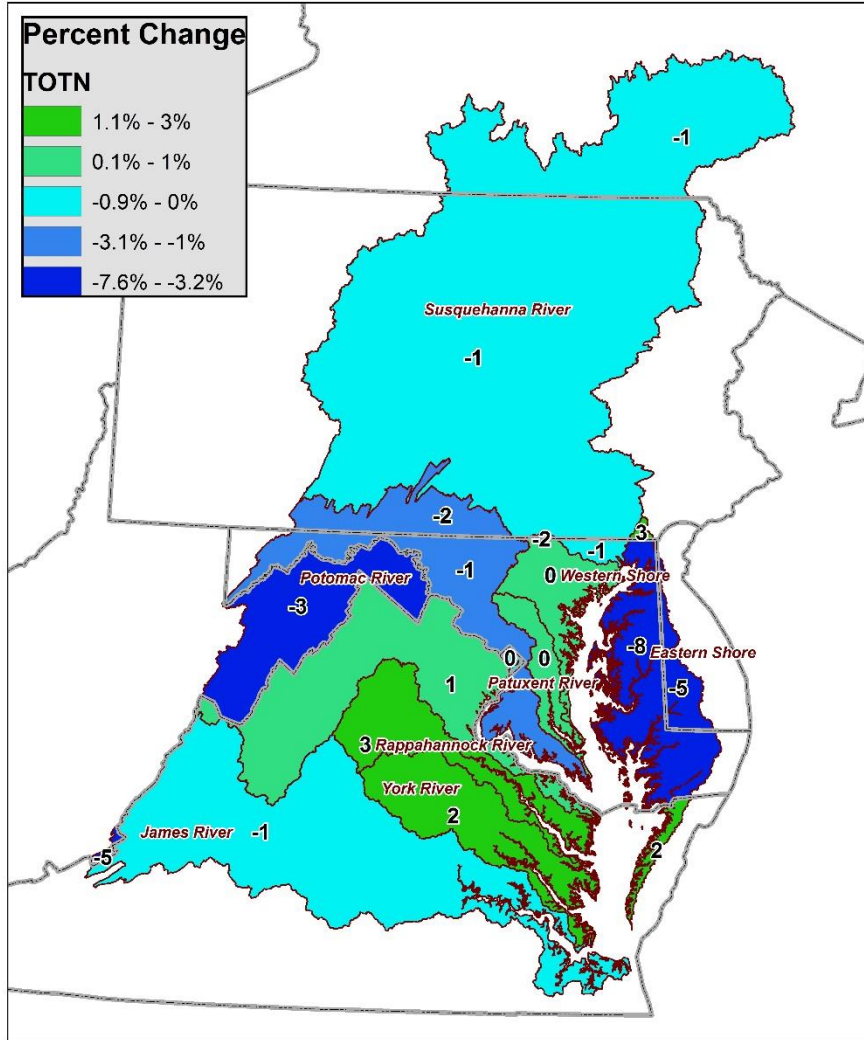 Percent Change
TOTN
1.1% - 3%
0.1% - 1%
-0.9% - 0%
-3.1% - -1%
-7.6% - -3.2%
-1
Susquehanna River
-1
-2
-2
3
-1
0
Western Shore
-1
Potomac River
-3
0
0
-8
Eastern Shore
-5
1
Patuxent River
3
Rappahannock River
York River
2
James River
-1
-5
2